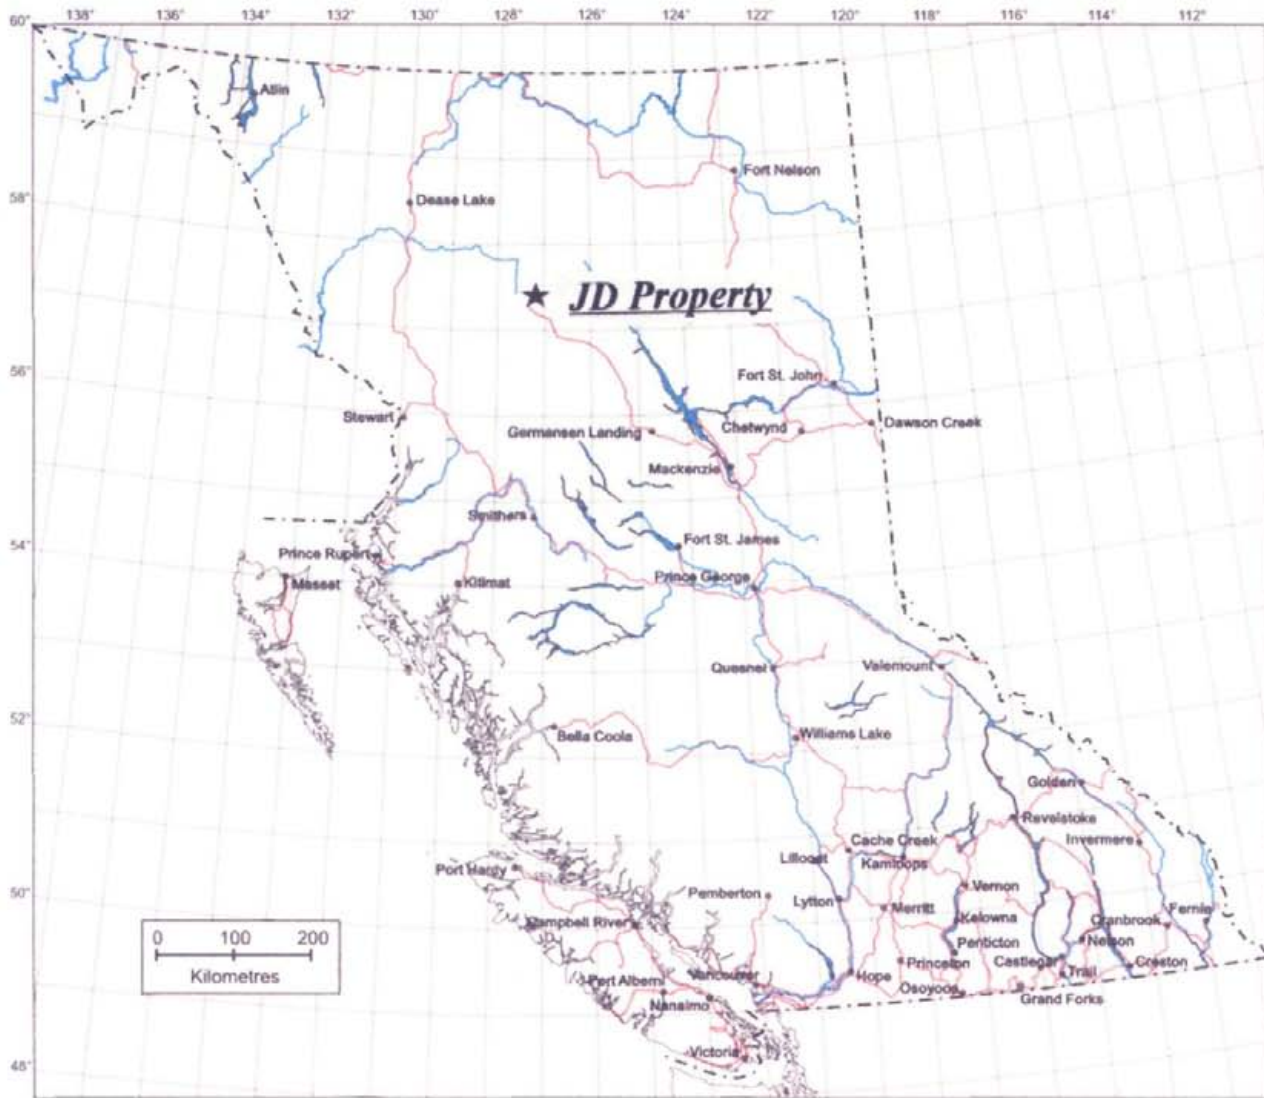 138° 136° 134° 132° 130° 128° 126° 125° 124° 122° 120° 118° 116° 114° 112°
60°
Atlin
Fort Nelson
58°
Dease Lake
JD Property
56°
Fort St. John
Stewart
Dawson Creek
Chetwynd
Germansen Landing
Mackenzie
Smithers
Fort St. James
54°
Prince Rupert
Prince George
Masset
Kitimat
Quesnel
Valemount
52°
Williams Lake
Bella Coola
Golden
Revelstoke
Cache Creek
Invermere
Lillooet
Kamloops
Port Hardy
50°
Pemberton
Vernon
Lytton
Merritt
Fernie
Campbell River
Kelowna
Cranbrook
0 100 200
Kilometres
Penticton
Nelson
Princeton
Castlegar
Creston
Vancouver
Hope
Trail
Port Alberni
Osoyoos
Grand Forks
Nanaimo
Victoria
48°